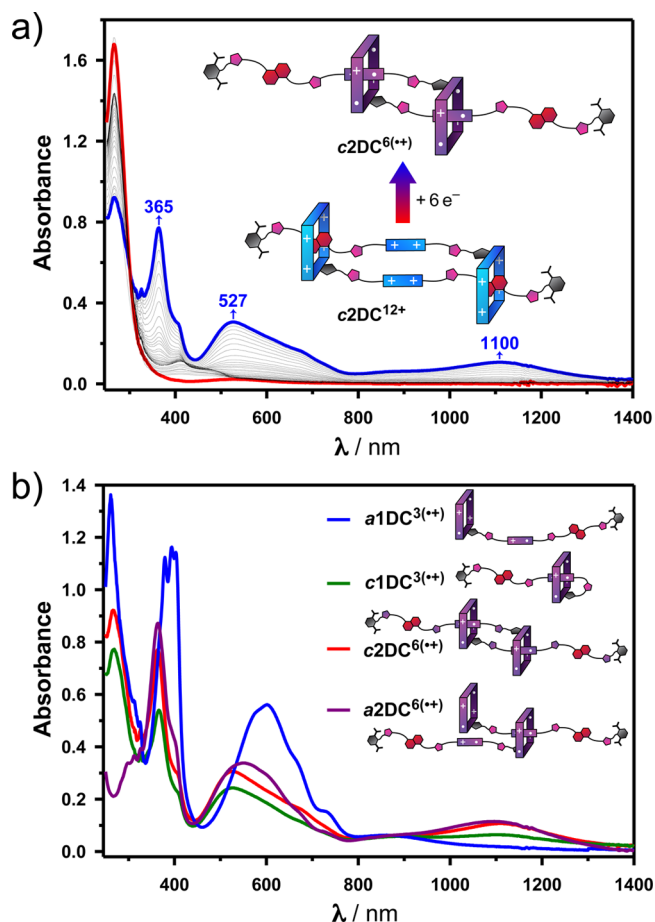 a)
1.6
1.2
0.8
0.4
0.0
Absorbance
365
527
1100
c2DC6(•+)
+ 6 e−
c2DC12+
400 600 800 1000 1200 1400
λ / nm
b)
1.4
1.2
1.0
0.8
0.6
0.4
0.2
0.0
Absorbance
a1DC3(•+)
c1DC3(•+)
c2DC6(•+)
a2DC6(•+)
400 600 800 1000 1200 1400
λ / nm